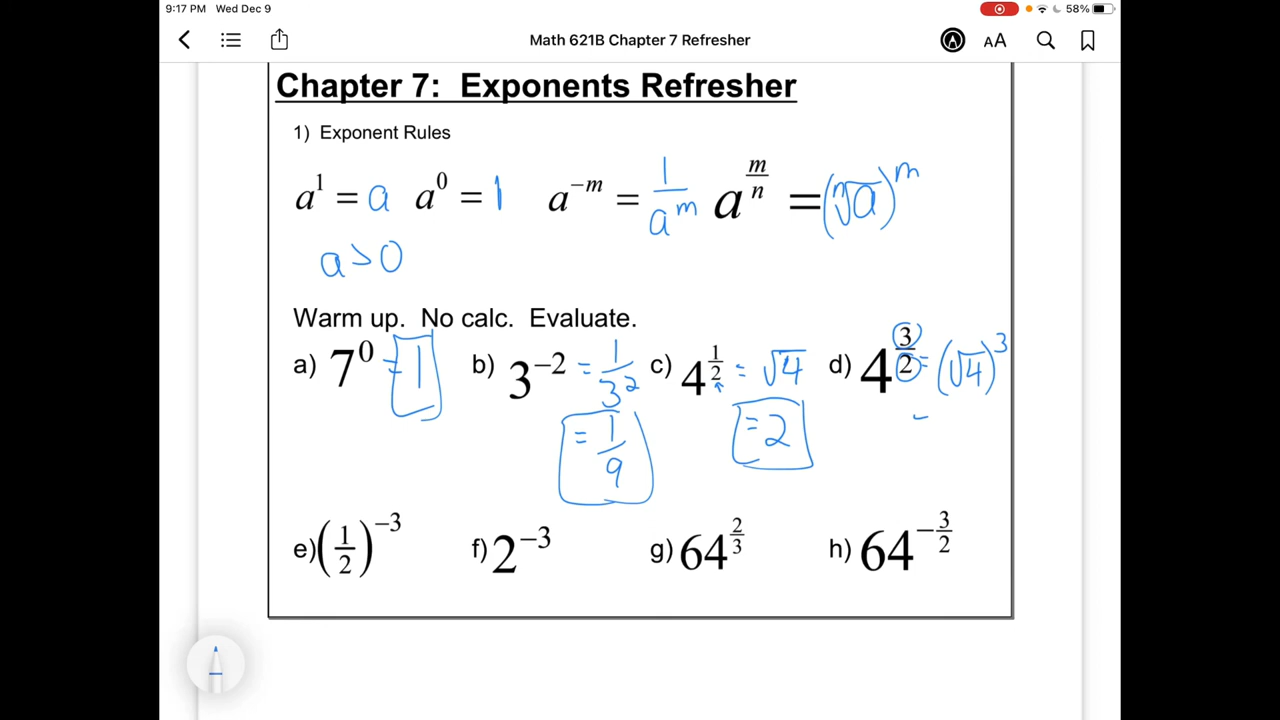 9:17 PM Wed Dec 9 58%
Math 621B Chapter 7 Refresher AA
Chapter 7: Exponents Refresher
1) Exponent Rules
a¹ = a a⁰ = 1 a⁻ᵐ = 1/aᵐ a^(m/n) = (ⁿ√a)ᵐ
a>0
Warm up. No calc. Evaluate.
a) 7⁰ = 1 b) 3⁻² = 1/3² c) 4^(1/2) = √4 d) 4^(3/2) = (√4)³
= 1/9 = 2 -
e) (1/2)⁻³ f) 2⁻³ g) 64^(2/3) h) 64^(-3/2)